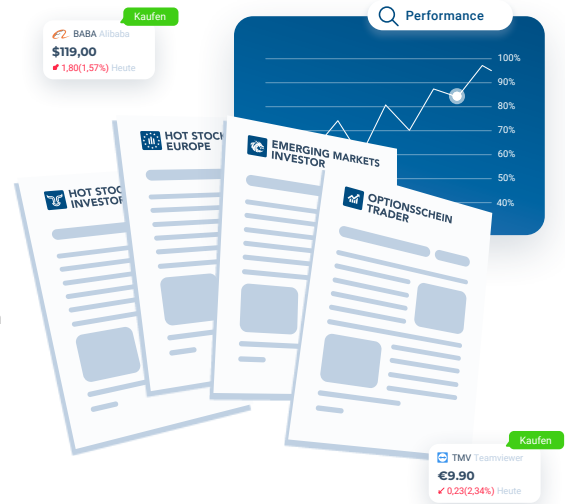 Kaufen
BABA Alibaba
$119,00
1,80(1,57%) Heute
Performance
100%
90%
80%
70%
60%
50%
40%
HOT STOCK
EUROPE
EMERGING MARKETS
INVESTOR
HOT STOC
INVESTOR
OPTIONSSCHEIN
TRADER
Kaufen
TMV Teamviewer
€9.90
0,23(2,34%) Heute